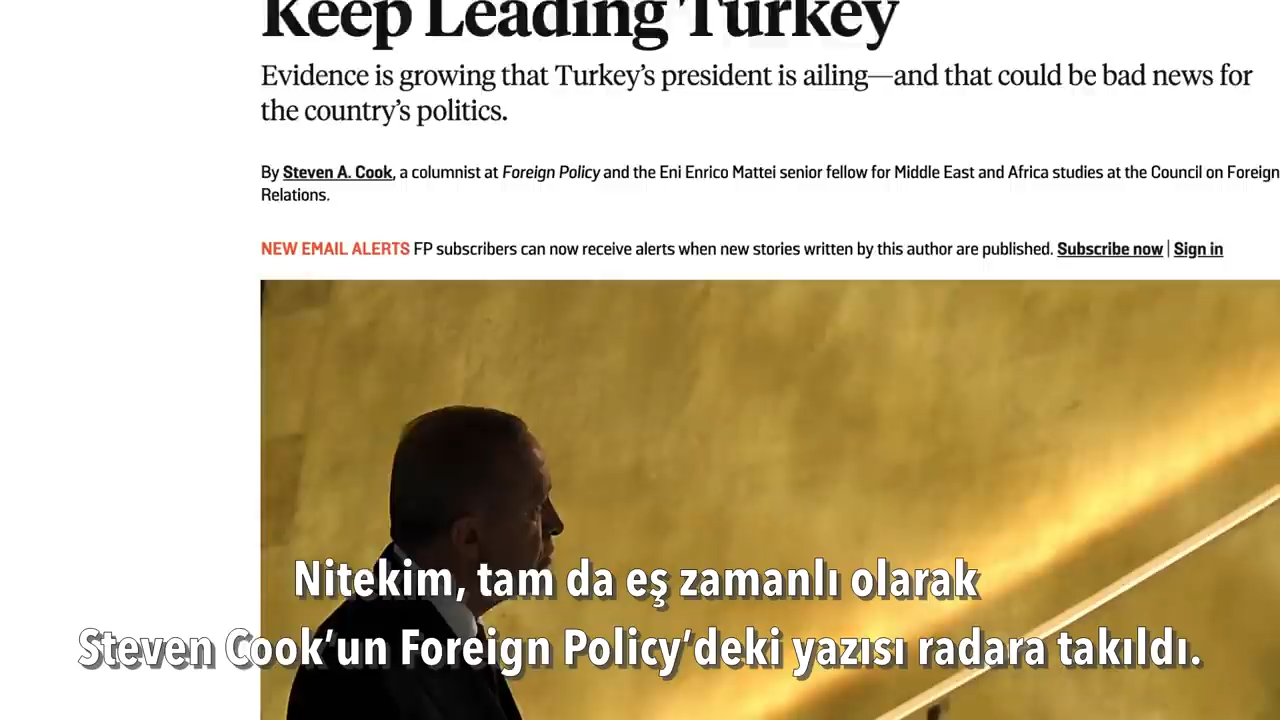 Keep Leading Turkey
Evidence is growing that Turkey's president is ailing—and that could be bad news for
the country's politics.
By Steven A. Cook, a columnist at Foreign Policy and the Eni Enrico Mattei senior fellow for Middle East and Africa studies at the Council on Foreign
Relations.
NEW EMAIL ALERTS FP subscribers can now receive alerts when new stories written by this author are published. Subscribe now | Sign in
Nitekim, tam da eş zamanlı olarak
Steven Cook'un Foreign Policy'deki yazısı radara takıldı.